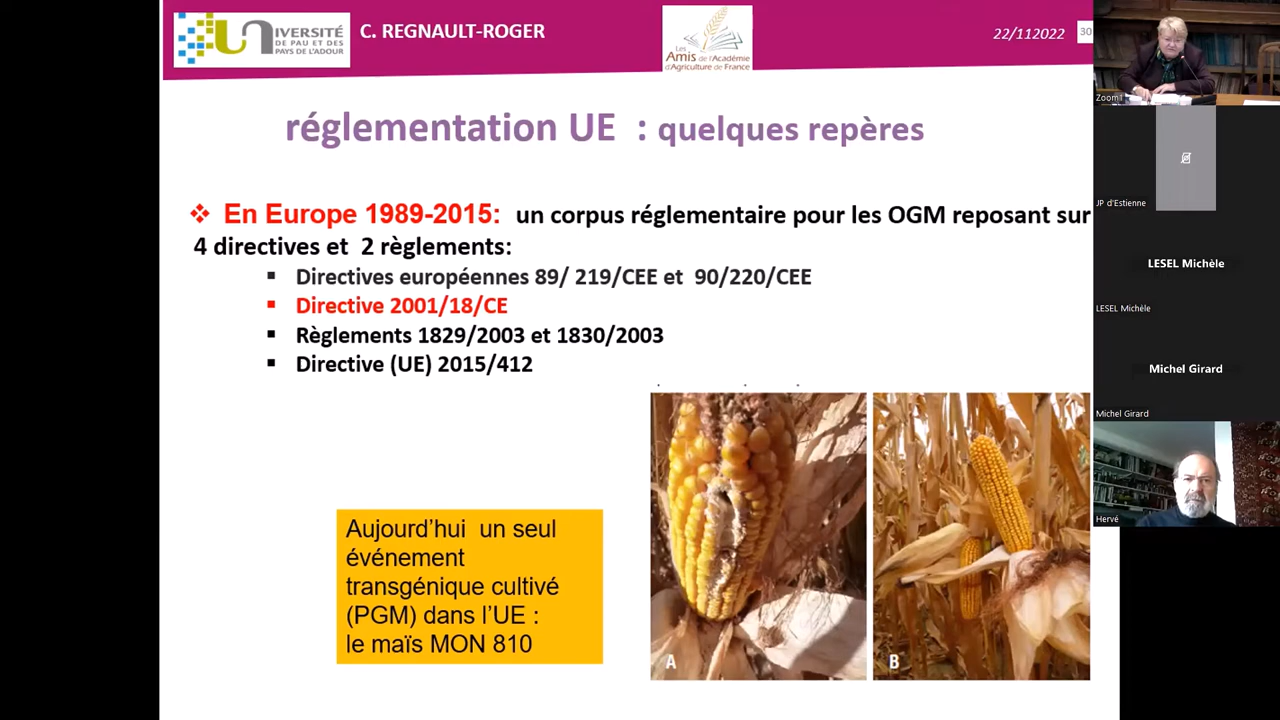 UNIVERSITÉ
DE PAU ET DES
PAYS DE L'ADOUR
C. REGNAULT-ROGER
Les
Amis de l'Académie
d'Agriculture de France
22/112022
30
réglementation UE : quelques repères
❖ En Europe 1989-2015: un corpus réglementaire pour les OGM reposant sur
4 directives et 2 règlements:
▪ Directives européennes 89/ 219/CEE et 90/220/CEE
▪ Directive 2001/18/CE
▪ Règlements 1829/2003 et 1830/2003
▪ Directive (UE) 2015/412
Aujourd'hui un seul
événement
transgénique cultivé
(PGM) dans l'UE :
le maïs MON 810
A
B
JP d'Estienne
LESEL Michèle
LESEL Michèle
Michel Girard
Michel Girard
Hervé